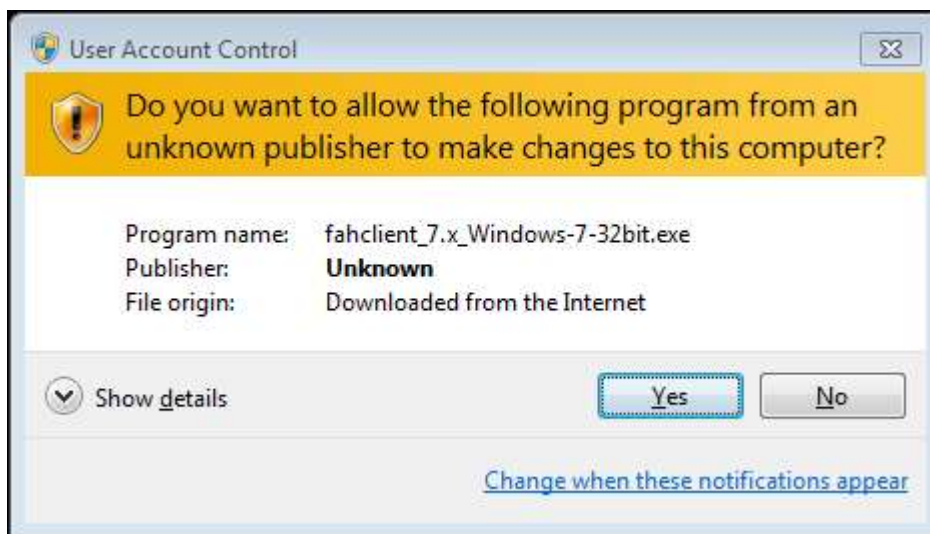 User Account Control
Do you want to allow the following program from an
unknown publisher to make changes to this computer?
Program name: fahclient_7.x_Windows-7-32bit.exe
Publisher: Unknown
File origin: Downloaded from the Internet
Show details Yes No
Change when these notifications appear